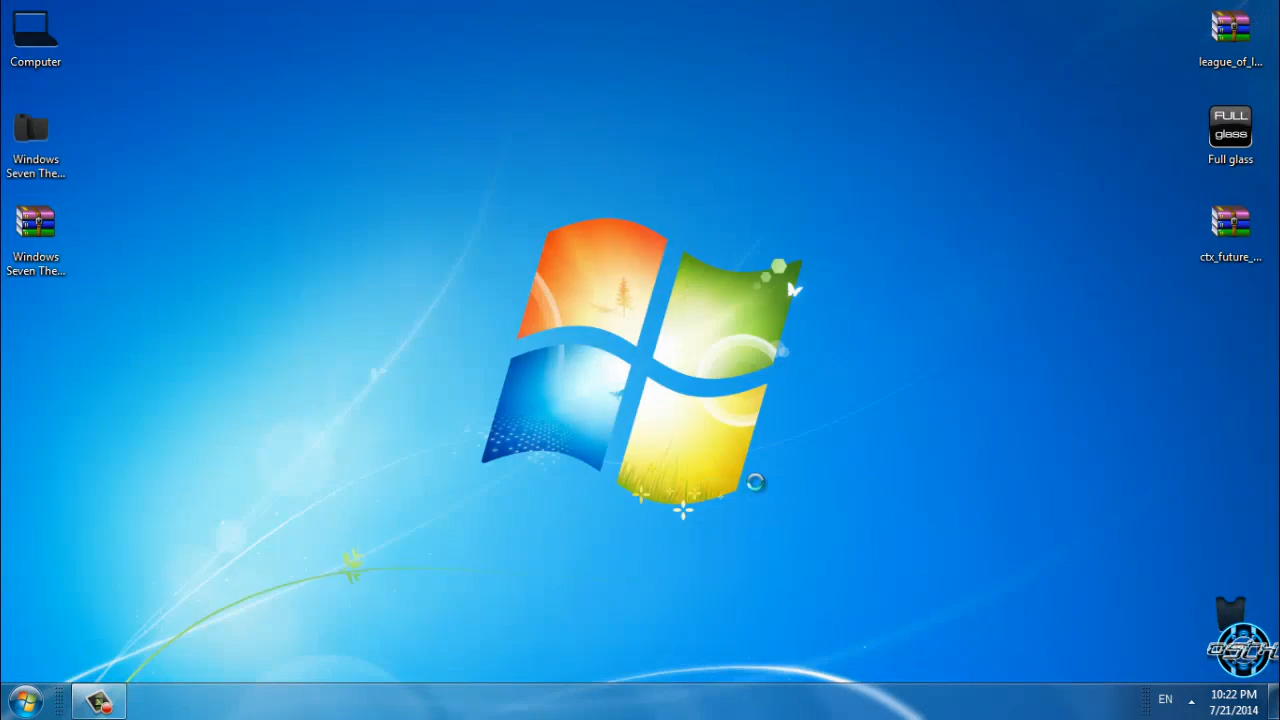 Computer
Windows
Seven The...
Windows
Seven The...
league_of_l...
FULL
glass
Full glass
ctx_future_...
EN
10:22 PM
7/21/2014